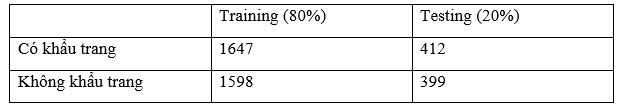 Training (80%) Testing (20%)
Có khẩu trang 1647 412
Không khẩu trang 1598 399